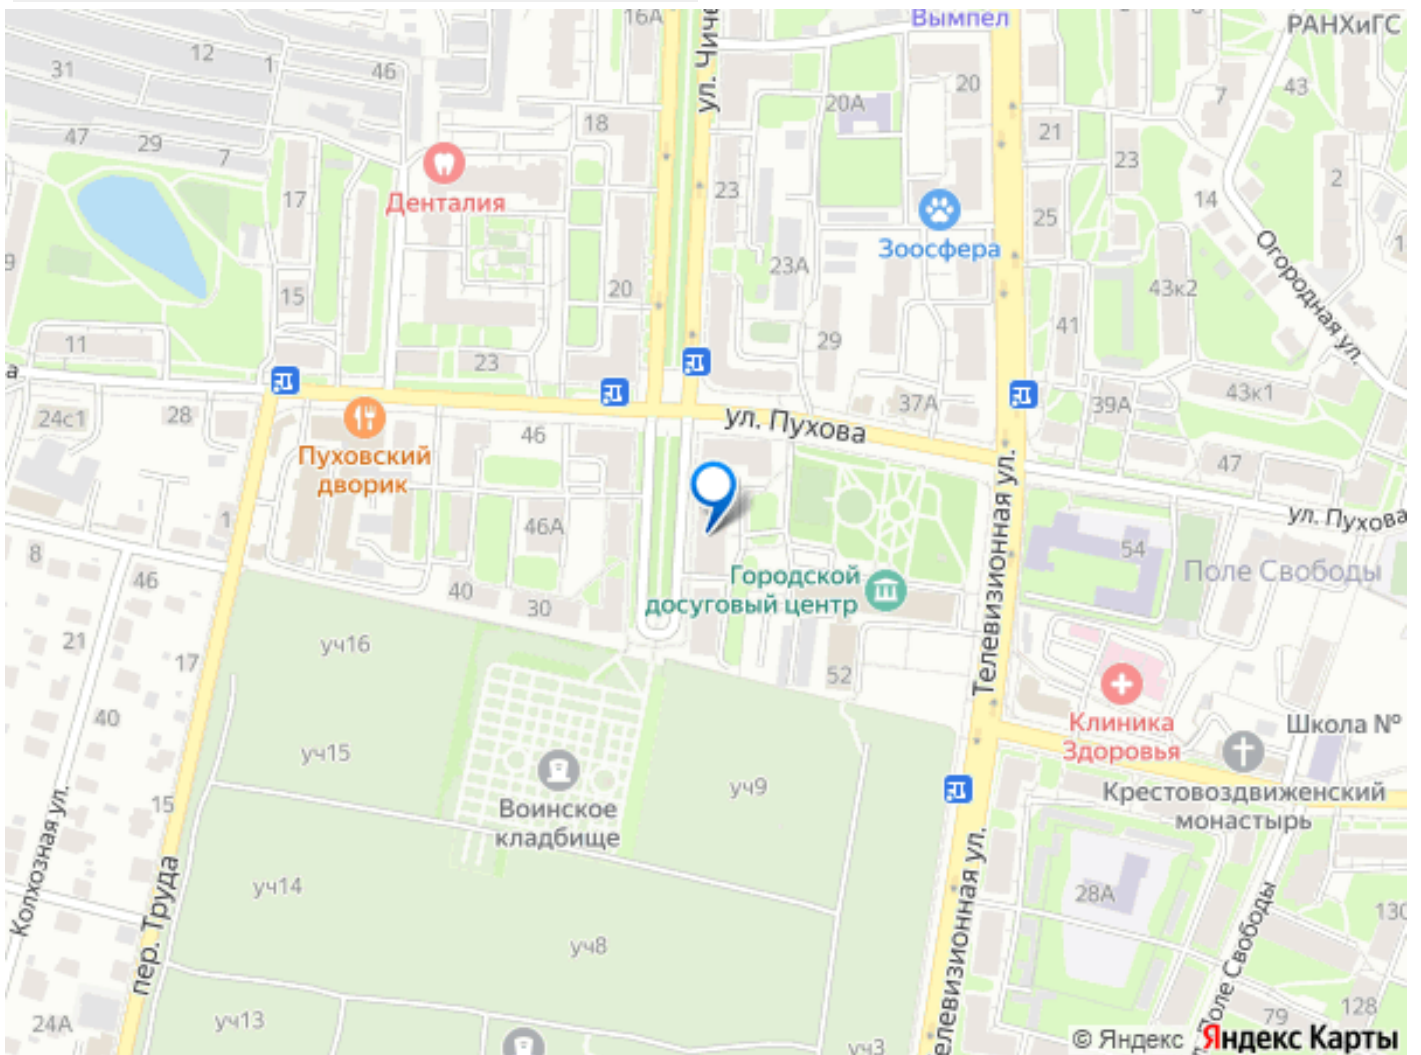 16А
Вымпел
РАНХиГС
12
1
31
46
ул. Чиче
20
43
7
20А
47
29
7
18
21
23
Денталия
17
23
2
14
25
Зоосфера
Огородная ул.
23А
43к2
15
20
41
11
23
29
43к1
24с1
28
37А
39А
ул. Пухова
46
Пуховский
дворик
47
1
46А
ул. Пухова
8
46
54
Поле Свободы
Телевизионная ул.
Городской
досуговый центр
40
30
21
уч16
17
52
40
Клиника
Здоровья
Школа №
уч15
уч9
Воинское
кладбище
Крестовоздвиженский
монастырь
15
Колхозная ул.
пер. Труда
уч14
28А
130
уч8
елевизионная ул.
Поле Свободы
128
79
24А
уч13
уч3
© Яндекс Яндекс Карты